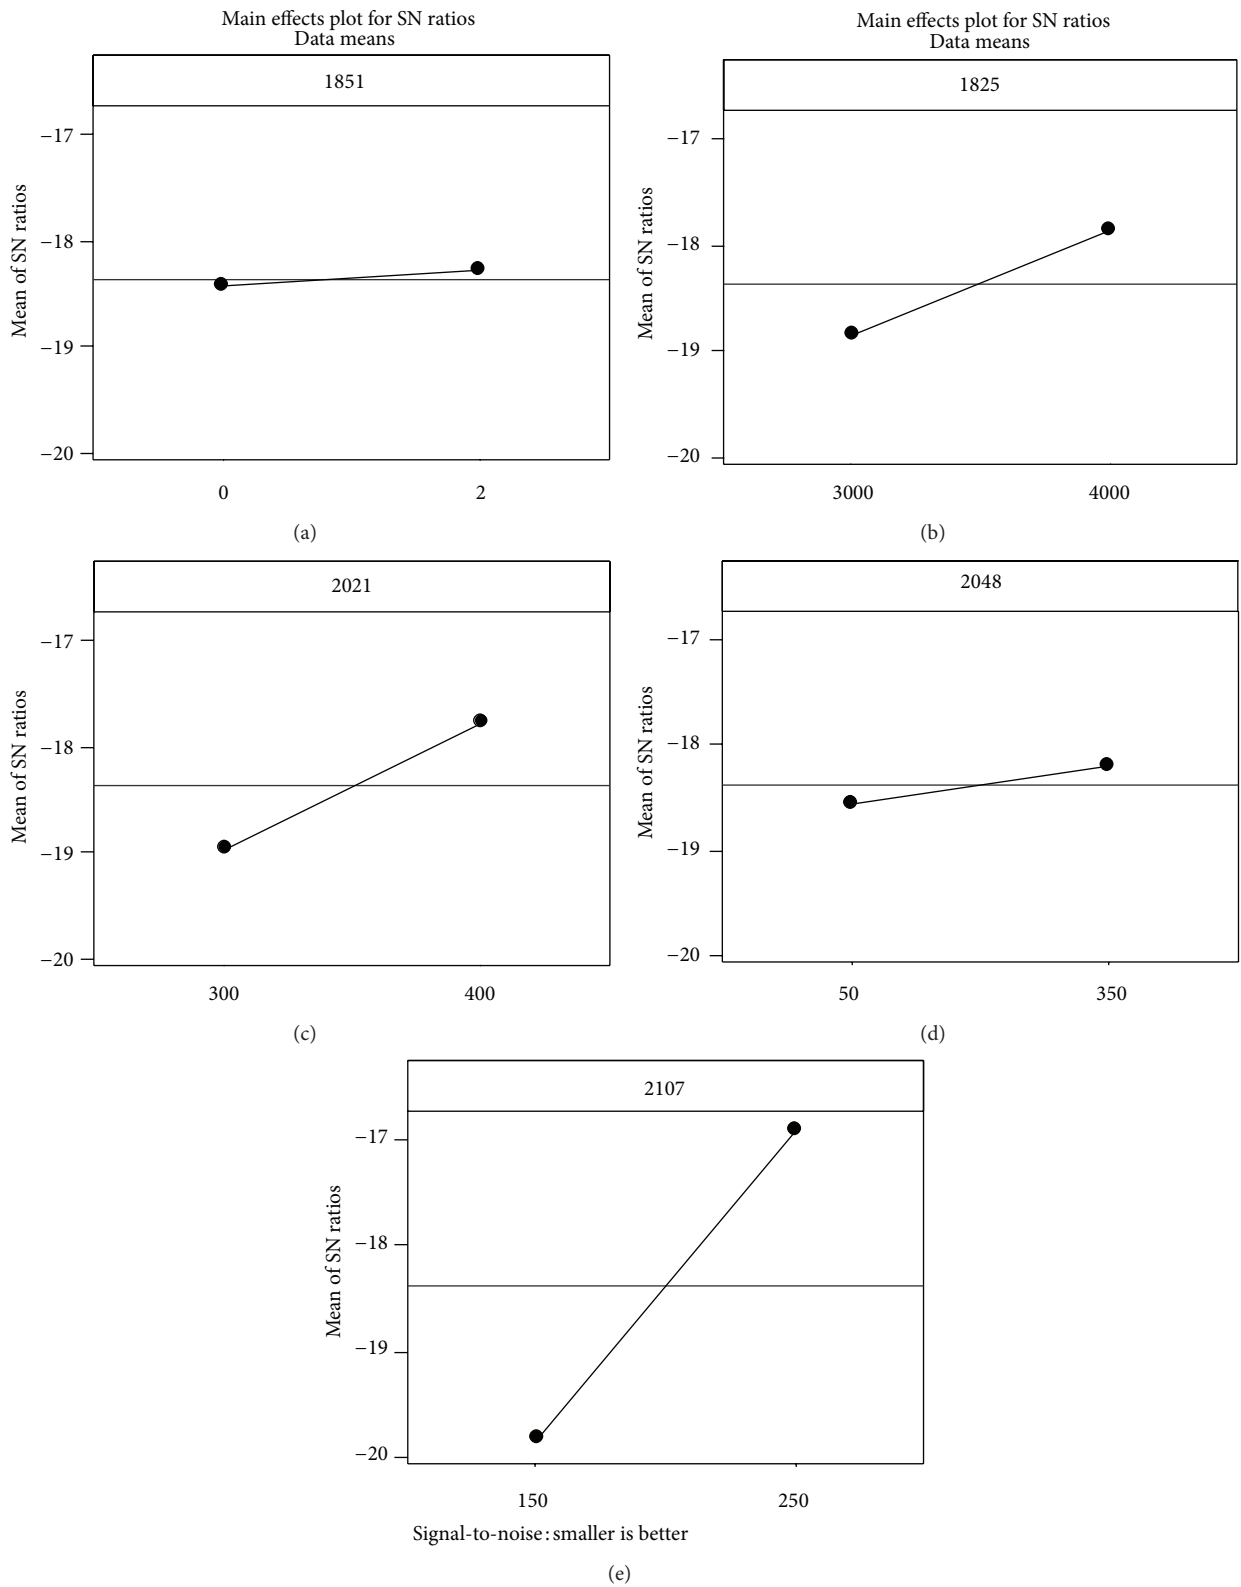 Main effects plot for SN ratios
Data means
1851
Mean of SN ratios
−17
−18
−19
−20
0 2
(a)
Main effects plot for SN ratios
Data means
1825
Mean of SN ratios
−17
−18
−19
−20
3000 4000
(b)
2021
Mean of SN ratios
−17
−18
−19
−20
300 400
(c)
2048
Mean of SN ratios
−17
−18
−19
−20
50 350
(d)
2107
Mean of SN ratios
−17
−18
−19
−20
150 250
Signal-to-noise: smaller is better
(e)